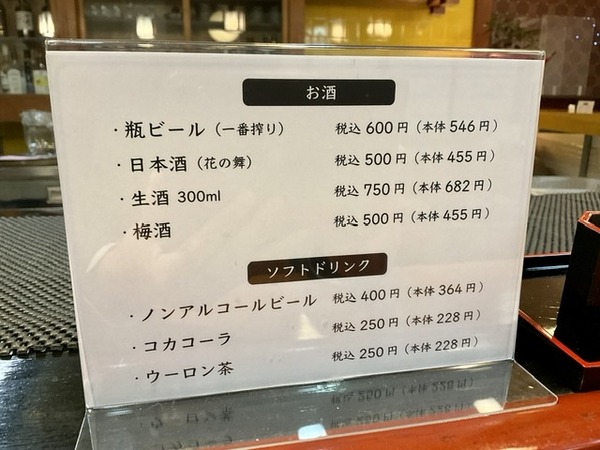 お酒
・瓶ビール（一番搾り） 税込 600円（本体 546円）
・日本酒（花の舞） 税込 500円（本体 455円）
・生酒 300ml 税込 750円（本体 682円）
・梅酒 税込 500円（本体 455円）
ソフトドリンク
・ノンアルコールビール 税込 400円（本体 364円）
・コカコーラ 税込 250円（本体 228円）
・ウーロン茶 税込 250円（本体 228円）